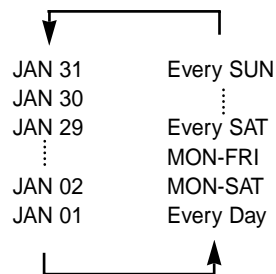 JAN 31 Every SUN
JAN 30
JAN 29 Every SAT
MON-FRI
JAN 02 MON-SAT
JAN 01 Every Day